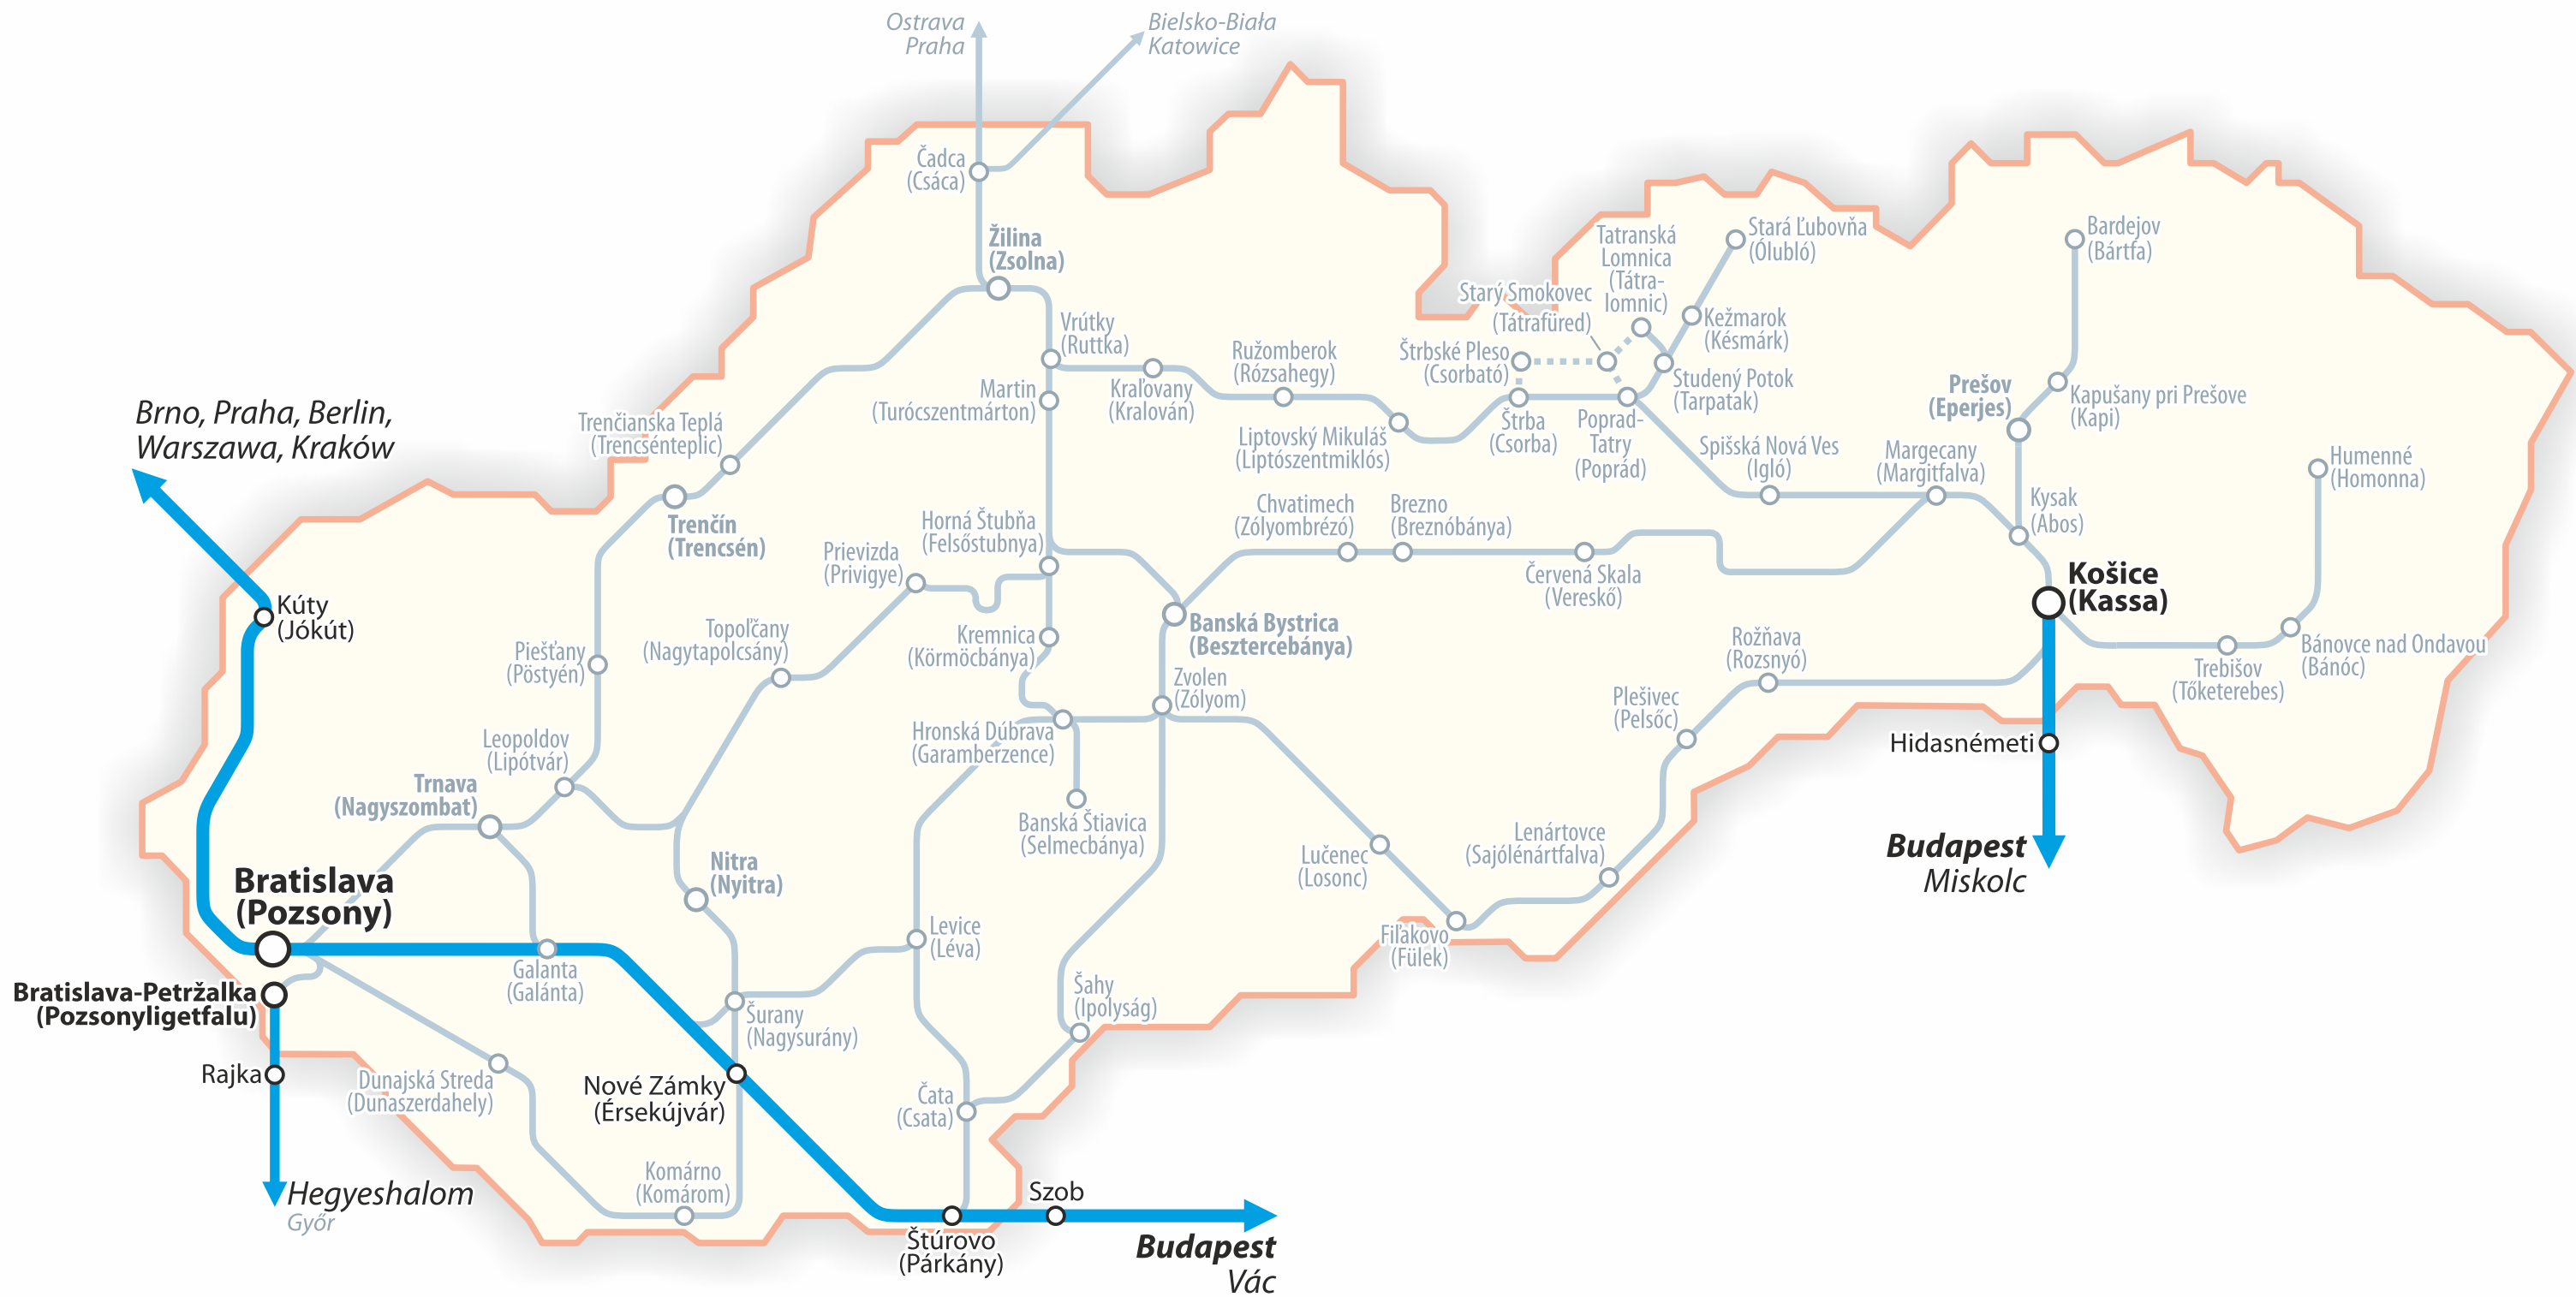 Ostrava
Praha
Bielsko-Biała
Katowice
Čadca
(Csáca)
Žilina
(Zsolna)
Vrútky
(Ruttka)
Martin
(Turócszentmárton)
Kraľovany
(Kralován)
Ružomberok
(Rózsahegy)
Liptovský Mikuláš
(Liptószentmiklós)
Starý Smokovec
(Tátrafüred)
Štrbské Pleso
(Csorbató)
Štrba
(Csorba)
Tatranská
Lomnica
(Tátra-
lomnic)
Stará Ľubovňa
(Ólubló)
Kežmarok
(Késmárk)
Studený Potok
(Tarpatak)
Poprad-
Tatry
(Poprád)
Spišská Nová Ves
(Igló)
Margecany
(Margitfalva)
Bardejov
(Bártfa)
Prešov
(Eperjes)
Kapušany pri Prešove
(Kapi)
Kysak
(Abos)
Humenné
(Homonna)
Košice
(Kassa)
Trebišov
(Tőketerebes)
Bánovce nad Ondavou
(Bánóc)
Hidasnémeti
Budapest
Miskolc
Brno, Praha, Berlin,
Warszawa, Kraków
Trenčianska Teplá
(Trencsénteplic)
Trenčín
(Trencsén)
Kúty
(Jókút)
Piešťany
(Pöstyén)
Prievizda
(Privigye)
Horná Štubňa
(Felsőstubnya)
Topoľčany
(Nagytapolcsány)
Kremnica
(Körmöcbánya)
Chvatimech
(Zólyombrézó)
Brezno
(Breznóbánya)
Červená Skala
(Vereskő)
Banská Bystrica
(Besztercebánya)
Zvolen
(Zólyom)
Hronská Dúbrava
(Garamberzence)
Banská Štiavica
(Selmecbánya)
Rožňava
(Rozsnyó)
Plešivec
(Pelsőc)
Lenártovce
(Sajólénártfalva)
Lučenec
(Losonc)
Fiľakovo
(Fülek)
Leopoldov
(Lipótvár)
Trnava
(Nagyszombat)
Nitra
(Nyitra)
Bratislava
(Pozsony)
Bratislava-Petržalka
(Pozsonyligetfalu)
Rajka
Hegyeshalom
Győr
Galanta
(Galánta)
Levice
(Léva)
Šahy
(Ipolyság)
Šurany
(Nagysurány)
Dunajská Streda
(Dunaszerdahely)
Nové Zámky
(Érsekújvár)
Čata
(Csata)
Komárno
(Komárom)
Štúrovo
(Párkány)
Szob
Budapest
Vác